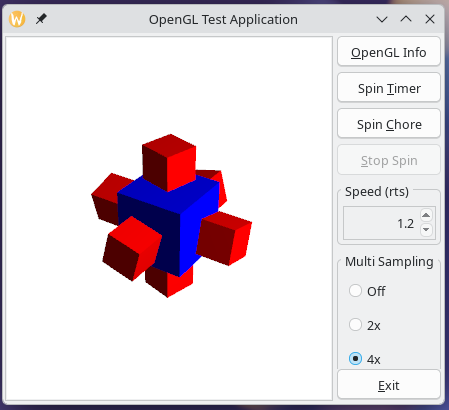 OpenGL Test Application
OpenGL Info
Spin Timer
Spin Chore
Stop Spin
Speed (rts)
1.2
Multi Sampling
Off
2x
4x
Exit